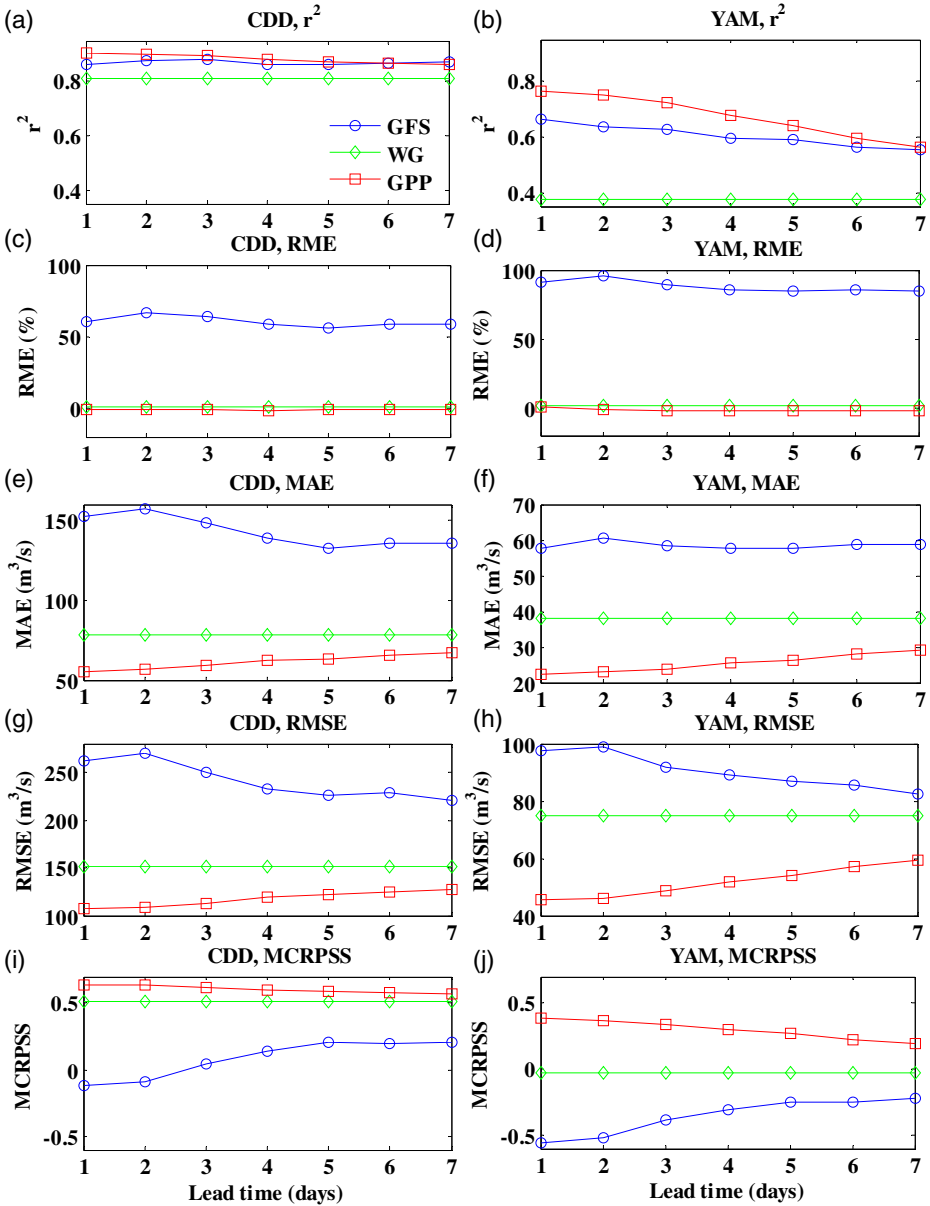 (a)
CDD, r²
0.8
0.6
0.4
r²
GFS
WG
GPP
1 2 3 4 5 6 7
(b)
YAM, r²
0.8
0.6
0.4
r²
1 2 3 4 5 6 7
(c)
CDD, RME
100
50
0
RME (%)
1 2 3 4 5 6 7
(d)
YAM, RME
100
50
0
RME (%)
1 2 3 4 5 6 7
(e)
CDD, MAE
150
100
50
MAE (m³/s)
1 2 3 4 5 6 7
(f)
YAM, MAE
70
60
50
40
30
20
MAE (m³/s)
1 2 3 4 5 6 7
(g)
CDD, RMSE
250
200
150
100
RMSE (m³/s)
1 2 3 4 5 6 7
(h)
YAM, RMSE
100
80
60
40
RMSE (m³/s)
1 2 3 4 5 6 7
(i)
CDD, MCRPSS
0.5
0
-0.5
MCRPSS
1 2 3 4 5 6 7
Lead time (days)
(j)
YAM, MCRPSS
0.5
0
-0.5
MCRPSS
1 2 3 4 5 6 7
Lead time (days)